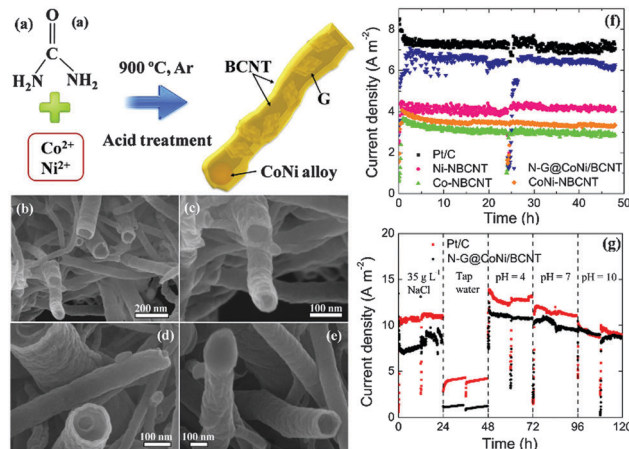 (a)
(a)
O
C
H₂N
NH₂
Co²⁺
Ni²⁺
900 °C, Ar
Acid treatment
BCNT
G
CoNi alloy
(b)
200 nm
(c)
100 nm
(d)
100 nm
(e)
100 nm
(f)
Current density (A m⁻²)
8
6
4
2
0
Pt/C
Ni-NBCNT
N-G@CoNi/BCNT
Co-NBCNT
CoNi-NBCNT
0 10 20 30 40 50
Time (h)
(g)
Current density (A m⁻²)
25
20
15
10
5
0
Pt/C
N-G@CoNi/BCNT
35 g L⁻¹
NaCl
Tap
water
pH = 4
pH = 7
pH = 10
0 24 48 72 96 120
Time (h)